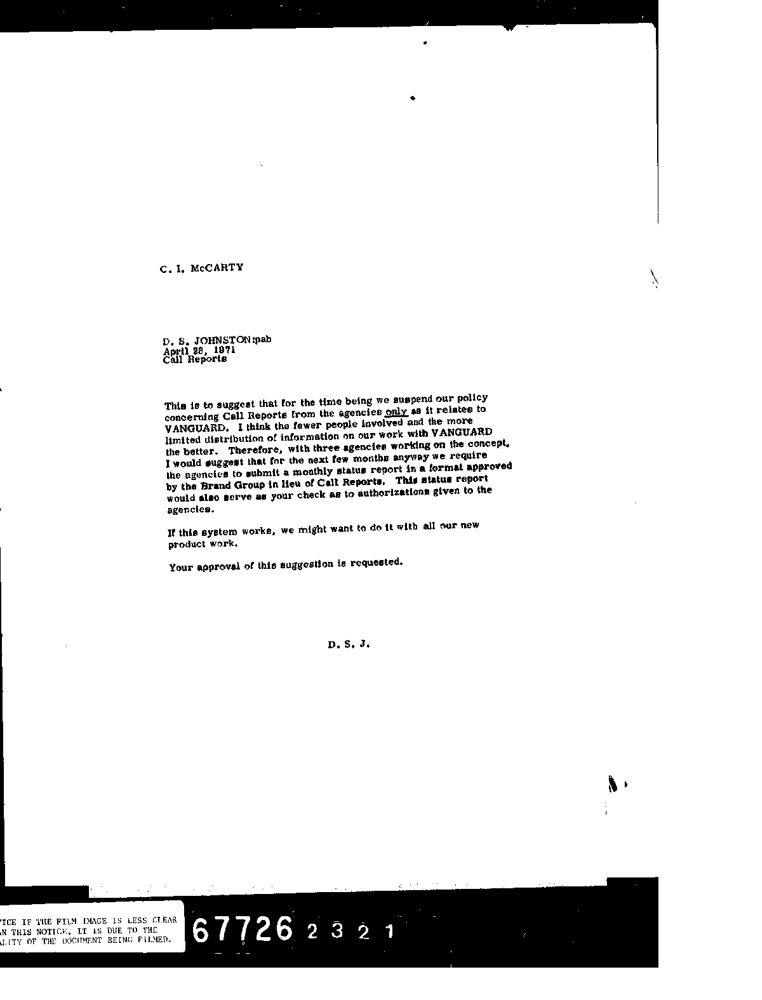 C. I. McCARTY
D. S. JOHNSTON:pab
April 28, 1971
Call Reports
This is to suggest that for the time being we suspend our policy
concerning Call Reports from the agencies only as it relates to
VANGUARD. I think the fewer people involved and the more
limited distribution of information on our work with VANGUARD
the better. Therefore, with three agencies working on the concept,
I would suggest that for the next few months anyway we require
the agencies to submit a monthly status report in a format approved
by the Brand Group in lieu of Call Reports. This status report
would also serve as your check as to authorizations given to the
agencies.
If this system works, we might want to do it with all our new
product work.
Your approval of this suggestion is requested.
D. S. J.
TICE IF THE FILM IMAGE IS LESS CLEAR
AN THIS NOTICE, IT IS DUE TO THE
ALITY OF THE DOCUMENT BEING FILMED.
67726 2321